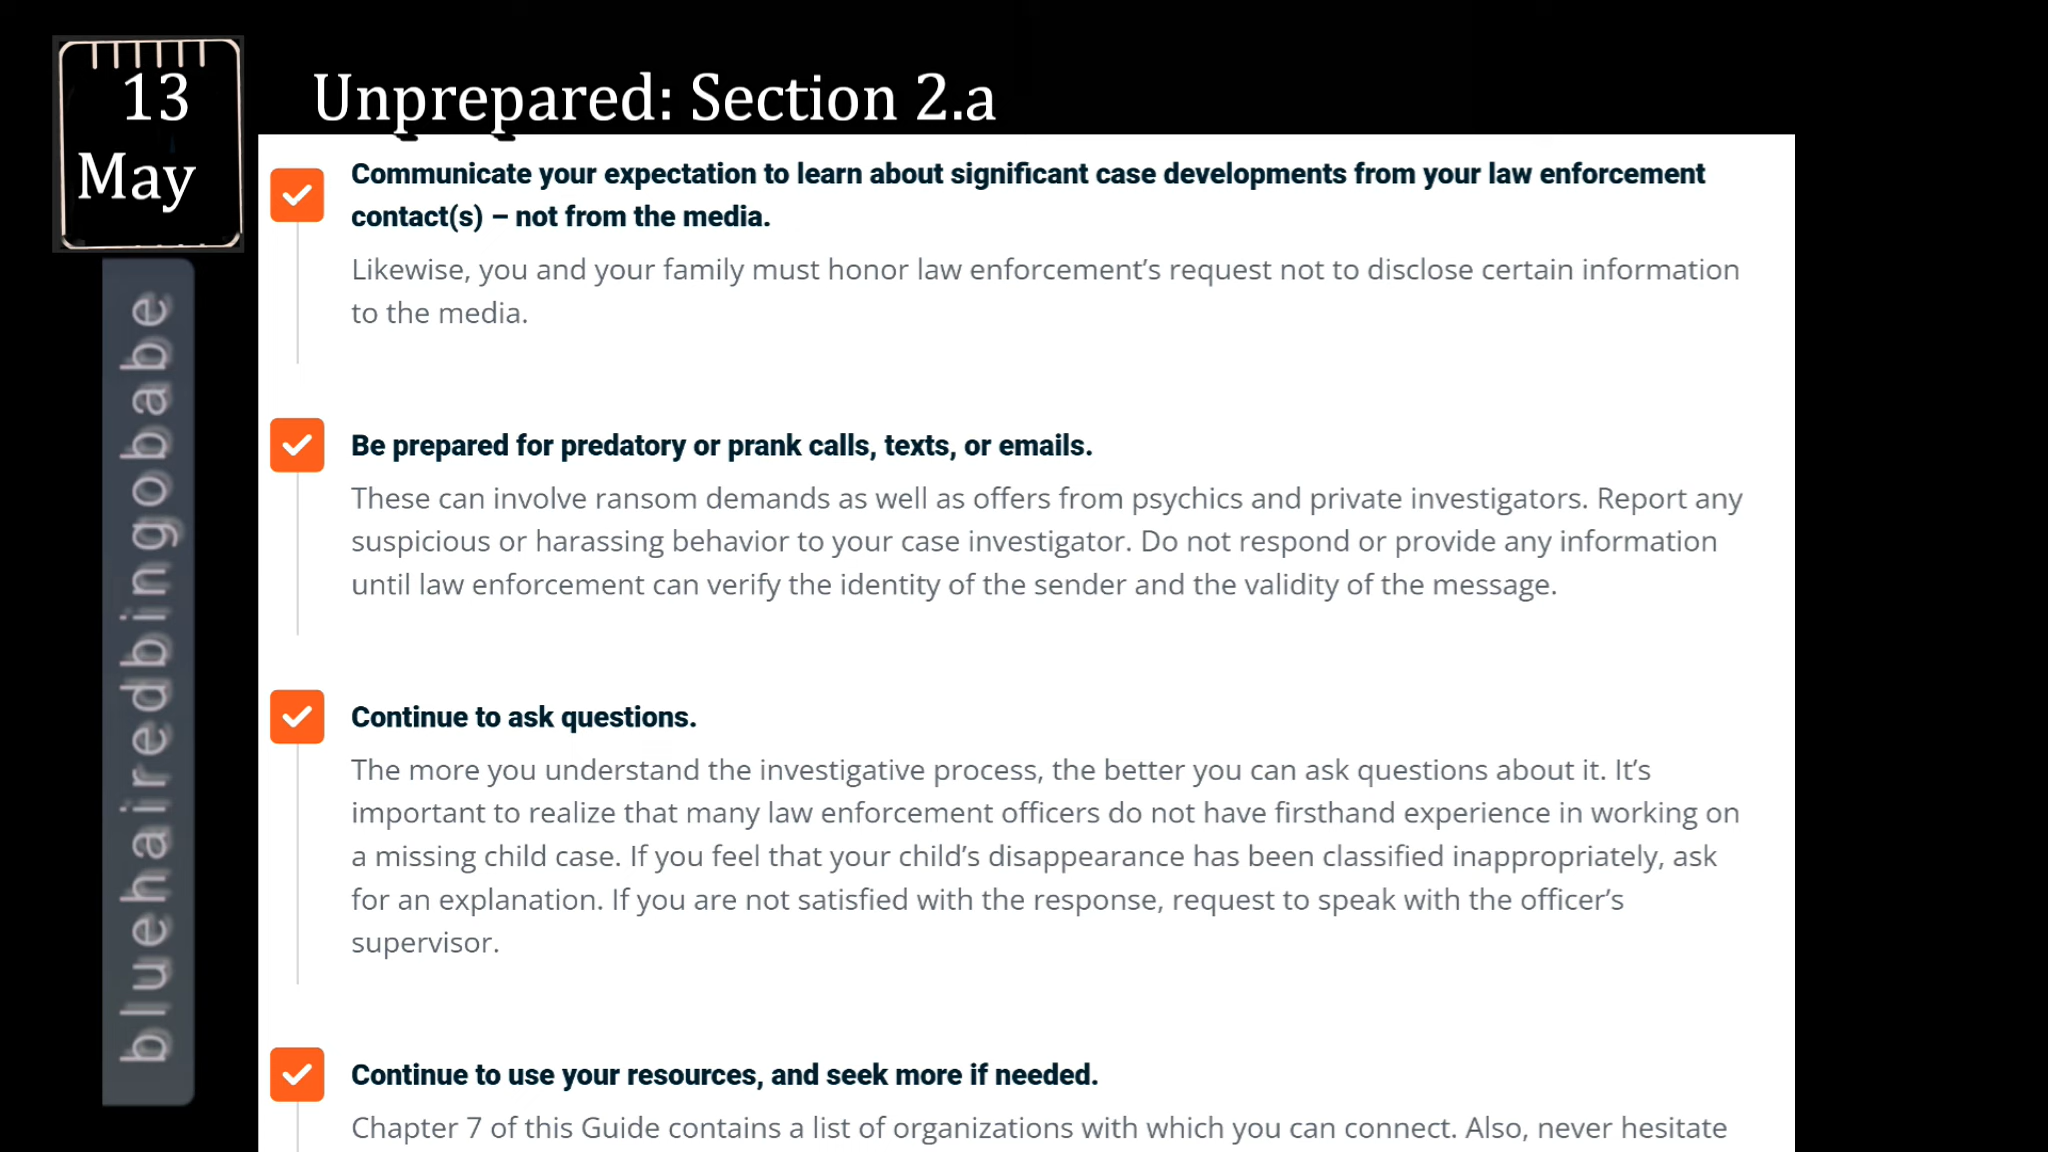 13
May
Unprepared: Section 2.a
bluehairedbingobabe
Communicate your expectation to learn about significant case developments from your law enforcement
contact(s) – not from the media.
Likewise, you and your family must honor law enforcement’s request not to disclose certain information
to the media.
Be prepared for predatory or prank calls, texts, or emails.
These can involve ransom demands as well as offers from psychics and private investigators. Report any
suspicious or harassing behavior to your case investigator. Do not respond or provide any information
until law enforcement can verify the identity of the sender and the validity of the message.
Continue to ask questions.
The more you understand the investigative process, the better you can ask questions about it. It’s
important to realize that many law enforcement officers do not have firsthand experience in working on
a missing child case. If you feel that your child’s disappearance has been classified inappropriately, ask
for an explanation. If you are not satisfied with the response, request to speak with the officer’s
supervisor.
Continue to use your resources, and seek more if needed.
Chapter 7 of this Guide contains a list of organizations with which you can connect. Also, never hesitate